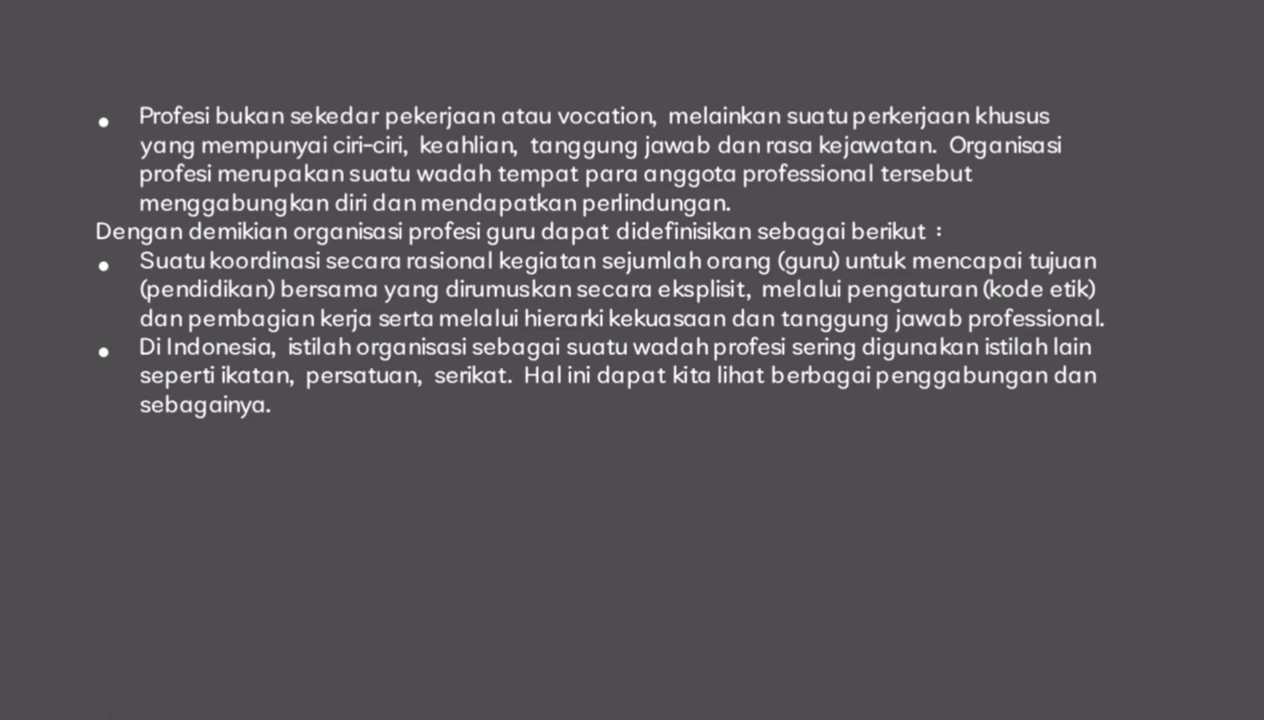 • Profesi bukan sekedar pekerjaan atau vocation, melainkan suatu perkerjaan khusus
yang mempunyai ciri-ciri, keahlian, tanggung jawab dan rasa kejawatan. Organisasi
profesi merupakan suatu wadah tempat para anggota professional tersebut
menggabungkan diri dan mendapatkan perlindungan.
Dengan demikian organisasi profesi guru dapat didefinisikan sebagai berikut :
• Suatu koordinasi secara rasional kegiatan sejumlah orang (guru) untuk mencapai tujuan
(pendidikan) bersama yang dirumuskan secara eksplisit, melalui pengaturan (kode etik)
dan pembagian kerja serta melalui hierarki kekuasaan dan tanggung jawab professional.
• Di Indonesia, istilah organisasi sebagai suatu wadah profesi sering digunakan istilah lain
seperti ikatan, persatuan, serikat. Hal ini dapat kita lihat berbagai penggabungan dan
sebagainya.